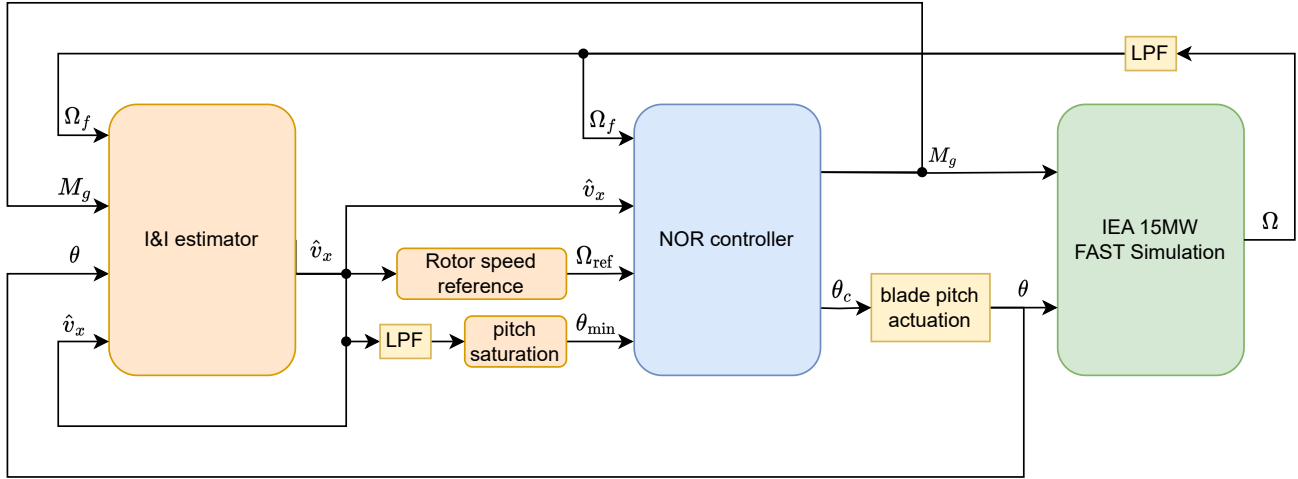 LPF
Ω_f
Ω_f
M_g
M_g
v̂_x
I&I estimator
NOR controller
IEA 15MW
FAST Simulation
Ω
θ
v̂_x
Rotor speed
reference
Ω_ref
θ_c
blade pitch
actuation
θ
v̂_x
LPF
pitch
saturation
θ_min